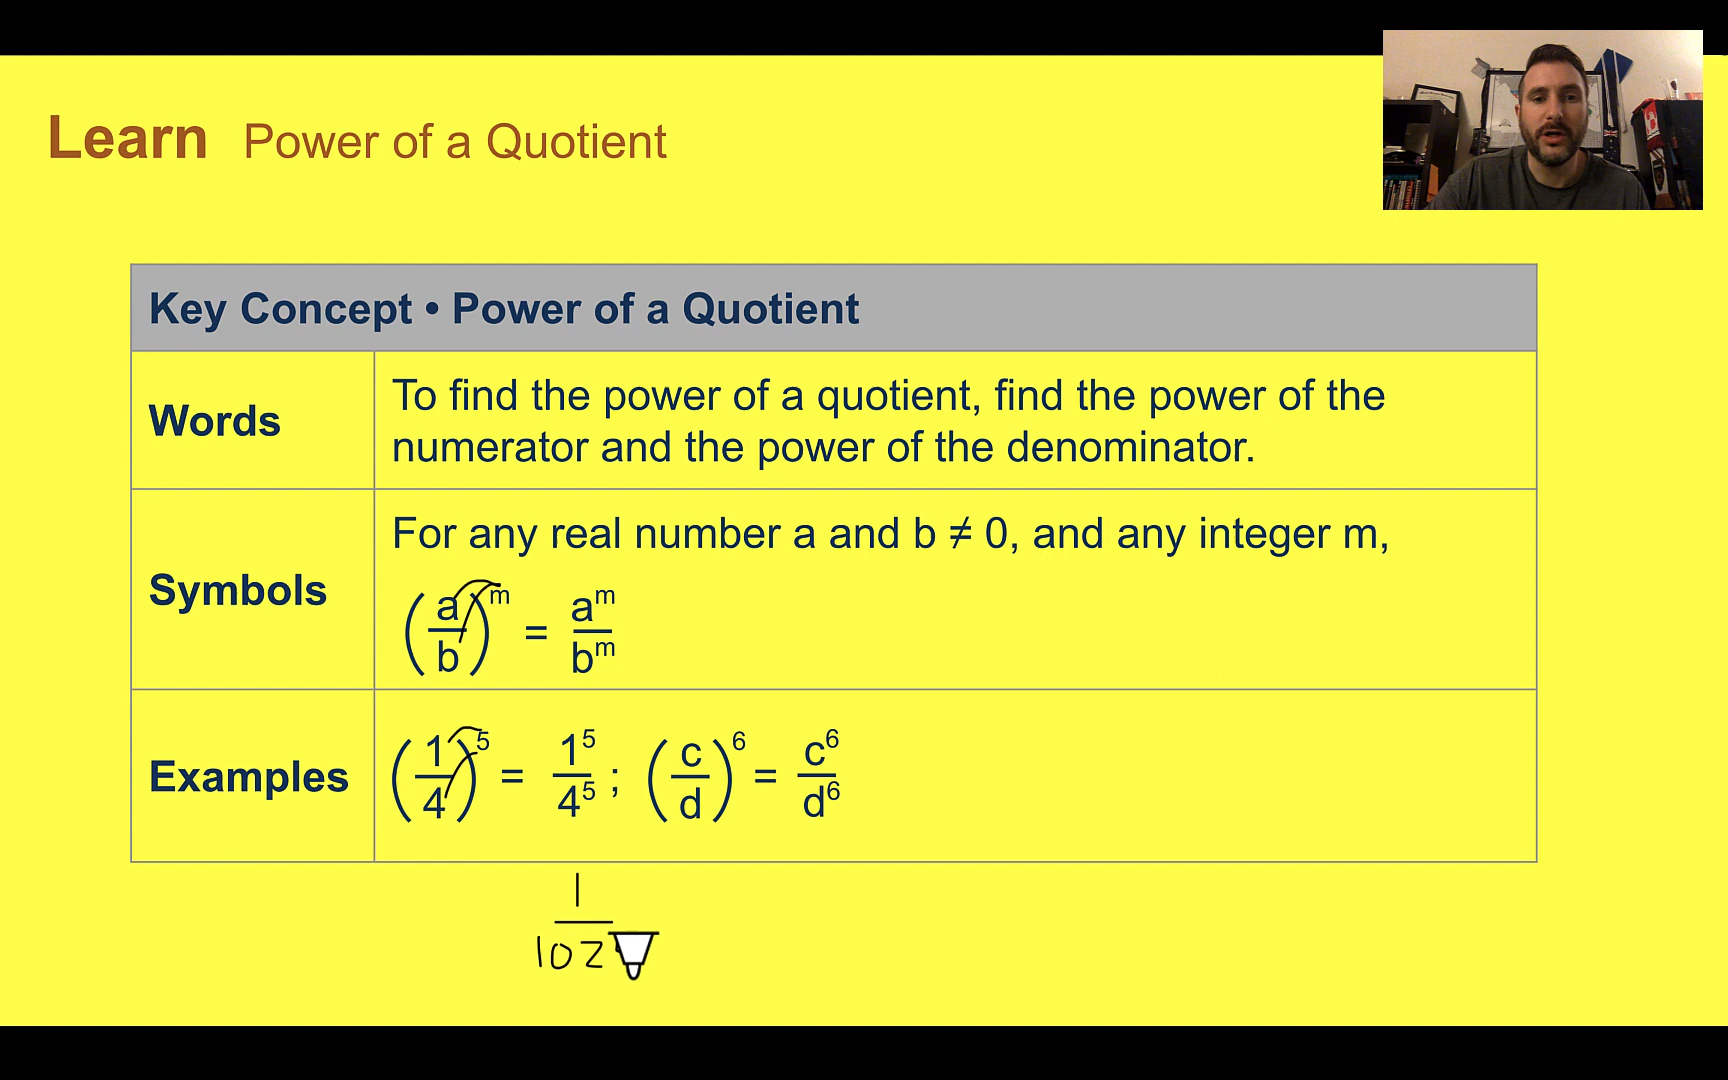 Learn Power of a Quotient
Key Concept • Power of a Quotient
Words
To find the power of a quotient, find the power of the
numerator and the power of the denominator.
Symbols
For any real number a and b ≠ 0, and any integer m,
(a/b)^m = a^m/b^m
Examples
(1/4)^5 = 1^5/4^5 ; (c/d)^6 = c^6/d^6
1
102